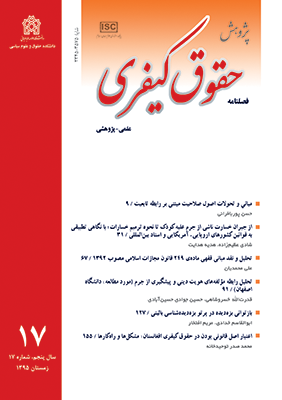 ISC
دانشکده حقوق و علوم سیاسی
پژوهش
حقوق کیفری
فصلنامه
علمی-پژوهشی
مبانی و تحولات اصول صلاحیت مبتنی بر رابطه تابعیت / ۹
حسن پوربافرانی
از جبران خسارت ناشی از جرم علیه کودک تا نحوه ترمیم خسارات؛ با نگاهی تطبیقی
به قوانین کشورهای اروپایی، آمریکایی و اسناد بین‌المللی / ۳۱
شادی عظیم‌زاده، هدیه هدایت
تحلیل و نقد مبانی فقهی ماده‌ی ۲۴۹ قانون مجازات اسلامی مصوب ۱۳۹۲ / ۶۷
علی محمدیان
تحلیل رابطه مؤلفه‌های هویت دینی و پیشگیری از جرم (مورد مطالعه: دانشگاه
اصفهان) / ۹۱
قدرت‌الله خسروشاهی، حسین جوادی حسین‌آبادی
بازتوانی بزه‌دیده در پرتو بزه‌دیده‌شناسی بالینی / ۱۲۷
ابوالقاسم خدادی، مریم افتخار
اعتبار اصل قانونی بودن در حقوق کیفری افغانستان: مشکل‌ها و راه‌کارها / ۱۵۵
محمد صدر توحیدخانه
۱۷
سال پنجم، شماره ۱۷
زمستان ۱۳۹۵